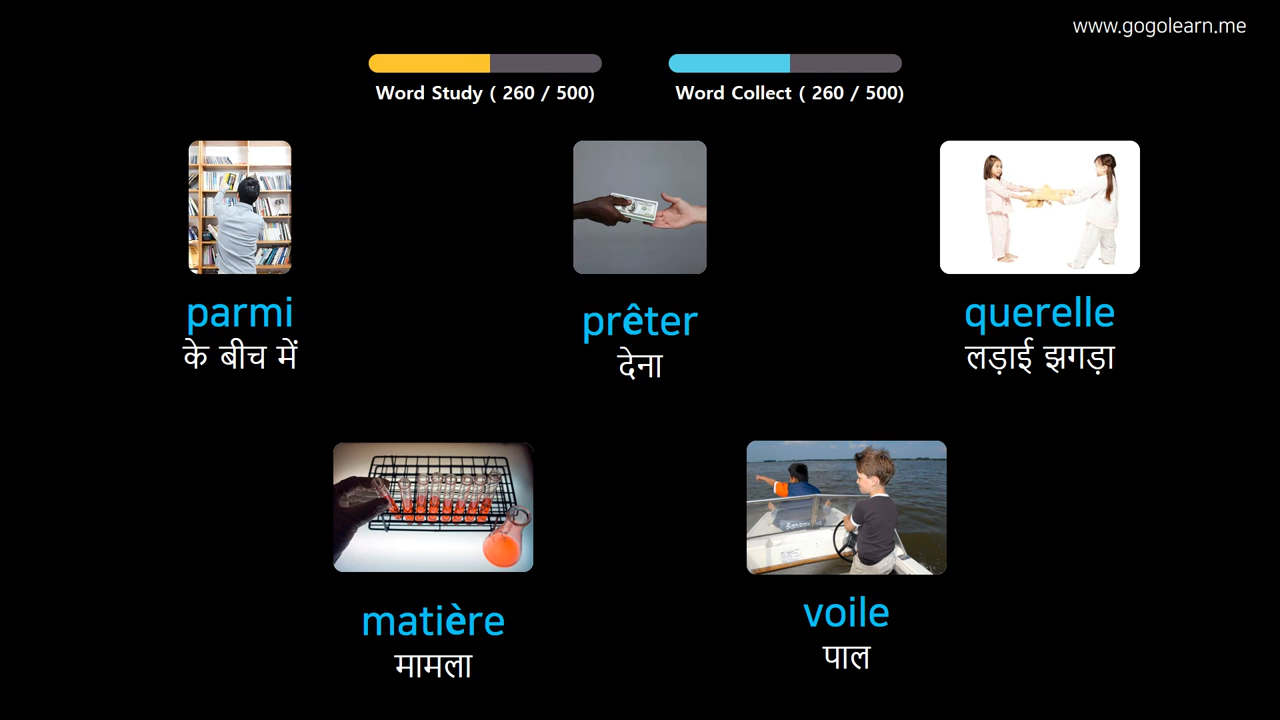 www.gogolearn.me
Word Study ( 260 / 500)
Word Collect ( 260 / 500)
parmi
के बीच में
prêter
देना
querelle
लड़ाई झगड़ा
matière
मामला
voile
पाल